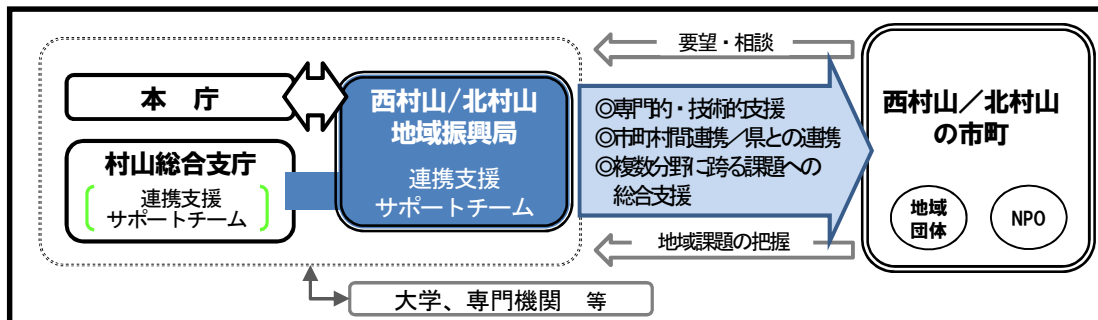 本　庁
村山総合支庁
連携支援
サポートチーム
西村山/北村山
地域振興局
連携支援
サポートチーム
要望・相談
◎専門的・技術的支援
◎市町村間連携／県との連携
◎複数分野に跨る課題への
総合支援
地域課題の把握
西村山／北村山
の市町
地域
団体
NPO
大学、専門機関　等